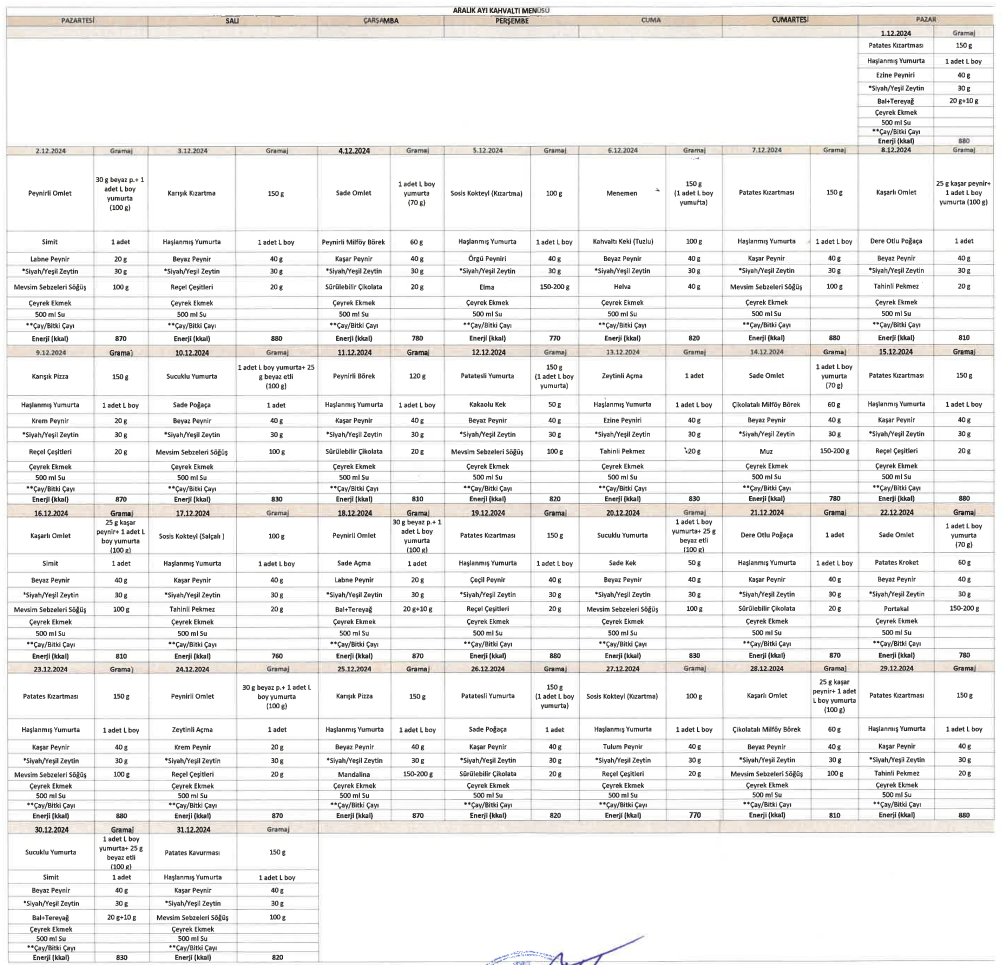 ARALIK AYI KAHVALTI MENÜSÜ
PAZARTESİ SALI ÇARŞAMBA PERŞEMBE CUMA CUMARTESİ PAZAR
1.12.2024 Gramaj
Patates Kızartması 150 g
Haşlanmış Yumurta 1 adet L boy
Ezine Peyniri 40 g
*Siyah/Yeşil Zeytin 30 g
Bal+Tereyağ 20 g+10 g
Çeyrek Ekmek
500 ml Su
**Çay/Bitki Çayı
Enerji (kkal) 880
2.12.2024 Gramaj 3.12.2024 Gramaj 4.12.2024 Gramaj 5.12.2024 Gramaj 6.12.2024 Gramaj 7.12.2024 Gramaj 8.12.2024 Gramaj
Peynirli Omlet 30 g beyaz p.+ 1 adet L boy yumurta (100 g) Karışık Kızartma 150 g Sade Omlet 1 adet L boy yumurta (70 g) Sosis Kokteyl (Kızartma) 100 g Menemen 150 g (1 adet L boy yumurta) Patates Kızartması 150 g Kaşarlı Omlet 25 g kaşar peynir+ 1 adet L boy yumurta (100 g)
Simit 1 adet Haşlanmış Yumurta 1 adet L boy Peynirli Milföy Börek 60 g Haşlanmış Yumurta 1 adet L boy Kahvaltı Keki (Tuzlu) 100 g Haşlanmış Yumurta 1 adet L boy Dere Otlu Poğaça 1 adet
Labne Peynir 20 g Beyaz Peynir 40 g Kaşar Peynir 40 g Örgü Peyniri 40 g Beyaz Peynir 40 g Kaşar Peynir 40 g Beyaz Peynir 40 g
*Siyah/Yeşil Zeytin 30 g *Siyah/Yeşil Zeytin 30 g *Siyah/Yeşil Zeytin 30 g *Siyah/Yeşil Zeytin 30 g *Siyah/Yeşil Zeytin 30 g *Siyah/Yeşil Zeytin 30 g *Siyah/Yeşil Zeytin 30 g
Mevsim Sebzeleri Söğüş 100 g Reçel Çeşitleri 20 g Sürülebilir Çikolata 20 g Elma 150-200 g Helva 40 g Mevsim Sebzeleri Söğüş 100 g Tahinli Pekmez 20 g
Çeyrek Ekmek Çeyrek Ekmek Çeyrek Ekmek Çeyrek Ekmek Çeyrek Ekmek Çeyrek Ekmek Çeyrek Ekmek
500 ml Su 500 ml Su 500 ml Su 500 ml Su 500 ml Su 500 ml Su 500 ml Su
**Çay/Bitki Çayı **Çay/Bitki Çayı **Çay/Bitki Çayı **Çay/Bitki Çayı **Çay/Bitki Çayı **Çay/Bitki Çayı **Çay/Bitki Çayı
Enerji (kkal) 870 Enerji (kkal) 880 Enerji (kkal) 780 Enerji (kkal) 770 Enerji (kkal) 820 Enerji (kkal) 880 Enerji (kkal) 810
9.12.2024 Gramaj 10.12.2024 Gramaj 11.12.2024 Gramaj 12.12.2024 Gramaj 13.12.2024 Gramaj 14.12.2024 Gramaj 15.12.2024 Gramaj
Karışık Pizza 150 g Sucuklu Yumurta 1 adet L boy yumurta+ 25 g beyaz etli (100 g) Peynirli Börek 120 g Patatesli Yumurta 150 g (1 adet L boy yumurta) Zeytinli Açma 1 adet Sade Omlet 1 adet L boy yumurta (70 g) Patates Kızartması 150 g
Haşlanmış Yumurta 1 adet L boy Sade Poğaça 1 adet Haşlanmış Yumurta 1 adet L boy Kakaolu Kek 50 g Haşlanmış Yumurta 1 adet L boy Çikolatalı Milföy Börek 60 g Haşlanmış Yumurta 1 adet L boy
Krem Peynir 20 g Beyaz Peynir 40 g Kaşar Peynir 40 g Beyaz Peynir 40 g Ezine Peyniri 40 g Beyaz Peynir 40 g Kaşar Peynir 40 g
*Siyah/Yeşil Zeytin 30 g *Siyah/Yeşil Zeytin 30 g *Siyah/Yeşil Zeytin 30 g *Siyah/Yeşil Zeytin 30 g *Siyah/Yeşil Zeytin 30 g *Siyah/Yeşil Zeytin 30 g *Siyah/Yeşil Zeytin 30 g
Reçel Çeşitleri 20 g Mevsim Sebzeleri Söğüş 100 g Sürülebilir Çikolata 20 g Mevsim Sebzeleri Söğüş 100 g Tahinli Pekmez 20 g Muz 150-200 g Reçel Çeşitleri 20 g
Çeyrek Ekmek Çeyrek Ekmek Çeyrek Ekmek Çeyrek Ekmek Çeyrek Ekmek Çeyrek Ekmek Çeyrek Ekmek
500 ml Su 500 ml Su 500 ml Su 500 ml Su 500 ml Su 500 ml Su 500 ml Su
**Çay/Bitki Çayı **Çay/Bitki Çayı **Çay/Bitki Çayı **Çay/Bitki Çayı **Çay/Bitki Çayı **Çay/Bitki Çayı **Çay/Bitki Çayı
Enerji (kkal) 870 Enerji (kkal) 830 Enerji (kkal) 810 Enerji (kkal) 820 Enerji (kkal) 830 Enerji (kkal) 780 Enerji (kkal) 880
16.12.2024 Gramaj 17.12.2024 Gramaj 18.12.2024 Gramaj 19.12.2024 Gramaj 20.12.2024 Gramaj 21.12.2024 Gramaj 22.12.2024 Gramaj
Kaşarlı Omlet 25 g kaşar peynir+ 1 adet L boy yumurta (100 g) Sosis Kokteyl (Salçalı ) 100 g Peynirli Omlet 30 g beyaz p.+ 1 adet L boy yumurta (100 g) Patates Kızartması 150 g Sucuklu Yumurta 1 adet L boy yumurta+ 25 g beyaz etli (100 g) Dere Otlu Poğaça 1 adet Sade Omlet 1 adet L boy yumurta (70 g)
Simit 1 adet Haşlanmış Yumurta 1 adet L boy Sade Açma 1 adet Haşlanmış Yumurta 1 adet L boy Sade Kek 50 g Haşlanmış Yumurta 1 adet L boy Patates Kroket 60 g
Beyaz Peynir 40 g Kaşar Peynir 40 g Labne Peynir 20 g Çeçil Peynir 40 g Beyaz Peynir 40 g Kaşar Peynir 40 g Beyaz Peynir 40 g
*Siyah/Yeşil Zeytin 30 g *Siyah/Yeşil Zeytin 30 g *Siyah/Yeşil Zeytin 30 g *Siyah/Yeşil Zeytin 30 g *Siyah/Yeşil Zeytin 30 g *Siyah/Yeşil Zeytin 30 g *Siyah/Yeşil Zeytin 30 g
Mevsim Sebzeleri Söğüş 100 g Tahinli Pekmez 20 g Bal+Tereyağ 20 g+10 g Reçel Çeşitleri 20 g Mevsim Sebzeleri Söğüş 100 g Sürülebilir Çikolata 20 g Portakal 150-200 g
Çeyrek Ekmek Çeyrek Ekmek Çeyrek Ekmek Çeyrek Ekmek Çeyrek Ekmek Çeyrek Ekmek Çeyrek Ekmek
500 ml Su 500 ml Su 500 ml Su 500 ml Su 500 ml Su 500 ml Su 500 ml Su
**Çay/Bitki Çayı **Çay/Bitki Çayı **Çay/Bitki Çayı **Çay/Bitki Çayı **Çay/Bitki Çayı **Çay/Bitki Çayı **Çay/Bitki Çayı
Enerji (kkal) 810 Enerji (kkal) 760 Enerji (kkal) 870 Enerji (kkal) 880 Enerji (kkal) 830 Enerji (kkal) 870 Enerji (kkal) 780
23.12.2024 Gramaj 24.12.2024 Gramaj 25.12.2024 Gramaj 26.12.2024 Gramaj 27.12.2024 Gramaj 28.12.2024 Gramaj 29.12.2024 Gramaj
Patates Kızartması 150 g Peynirli Omlet 30 g beyaz p.+ 1 adet L boy yumurta (100 g) Karışık Pizza 150 g Patatesli Yumurta 150 g (1 adet L boy yumurta) Sosis Kokteyl (Kızartma) 100 g Kaşarlı Omlet 25 g kaşar peynir+ 1 adet L boy yumurta (100 g) Patates Kızartması 150 g
Haşlanmış Yumurta 1 adet L boy Zeytinli Açma 1 adet Haşlanmış Yumurta 1 adet L boy Sade Poğaça 1 adet Haşlanmış Yumurta 1 adet L boy Çikolatalı Milföy Börek 60 g Haşlanmış Yumurta 1 adet L boy
Kaşar Peynir 40 g Krem Peynir 20 g Beyaz Peynir 40 g Kaşar Peynir 40 g Tulum Peynir 40 g Beyaz Peynir 40 g Kaşar Peynir 40 g
*Siyah/Yeşil Zeytin 30 g *Siyah/Yeşil Zeytin 30 g *Siyah/Yeşil Zeytin 30 g *Siyah/Yeşil Zeytin 30 g *Siyah/Yeşil Zeytin 30 g *Siyah/Yeşil Zeytin 30 g *Siyah/Yeşil Zeytin 30 g
Mevsim Sebzeleri Söğüş 100 g Reçel Çeşitleri 20 g Mandalina 150-200 g Sürülebilir Çikolata 20 g Reçel Çeşitleri 20 g Mevsim Sebzeleri Söğüş 100 g Tahinli Pekmez 20 g
Çeyrek Ekmek Çeyrek Ekmek Çeyrek Ekmek Çeyrek Ekmek Çeyrek Ekmek Çeyrek Ekmek Çeyrek Ekmek
500 ml Su 500 ml Su 500 ml Su 500 ml Su 500 ml Su 500 ml Su 500 ml Su
**Çay/Bitki Çayı **Çay/Bitki Çayı **Çay/Bitki Çayı **Çay/Bitki Çayı **Çay/Bitki Çayı **Çay/Bitki Çayı **Çay/Bitki Çayı
Enerji (kkal) 880 Enerji (kkal) 870 Enerji (kkal) 870 Enerji (kkal) 820 Enerji (kkal) 770 Enerji (kkal) 810 Enerji (kkal) 880
30.12.2024 Gramaj 31.12.2024 Gramaj
Sucuklu Yumurta 1 adet L boy yumurta+ 25 g beyaz etli (100 g) Patates Kavurması 150 g
Simit 1 adet Haşlanmış Yumurta 1 adet L boy
Beyaz Peynir 40 g Kaşar Peynir 40 g
*Siyah/Yeşil Zeytin 30 g *Siyah/Yeşil Zeytin 30 g
Bal+Tereyağ 20 g+10 g Mevsim Sebzeleri Söğüş 100 g
Çeyrek Ekmek Çeyrek Ekmek
500 ml Su 500 ml Su
**Çay/Bitki Çayı **Çay/Bitki Çayı
Enerji (kkal) 830 Enerji (kkal) 820